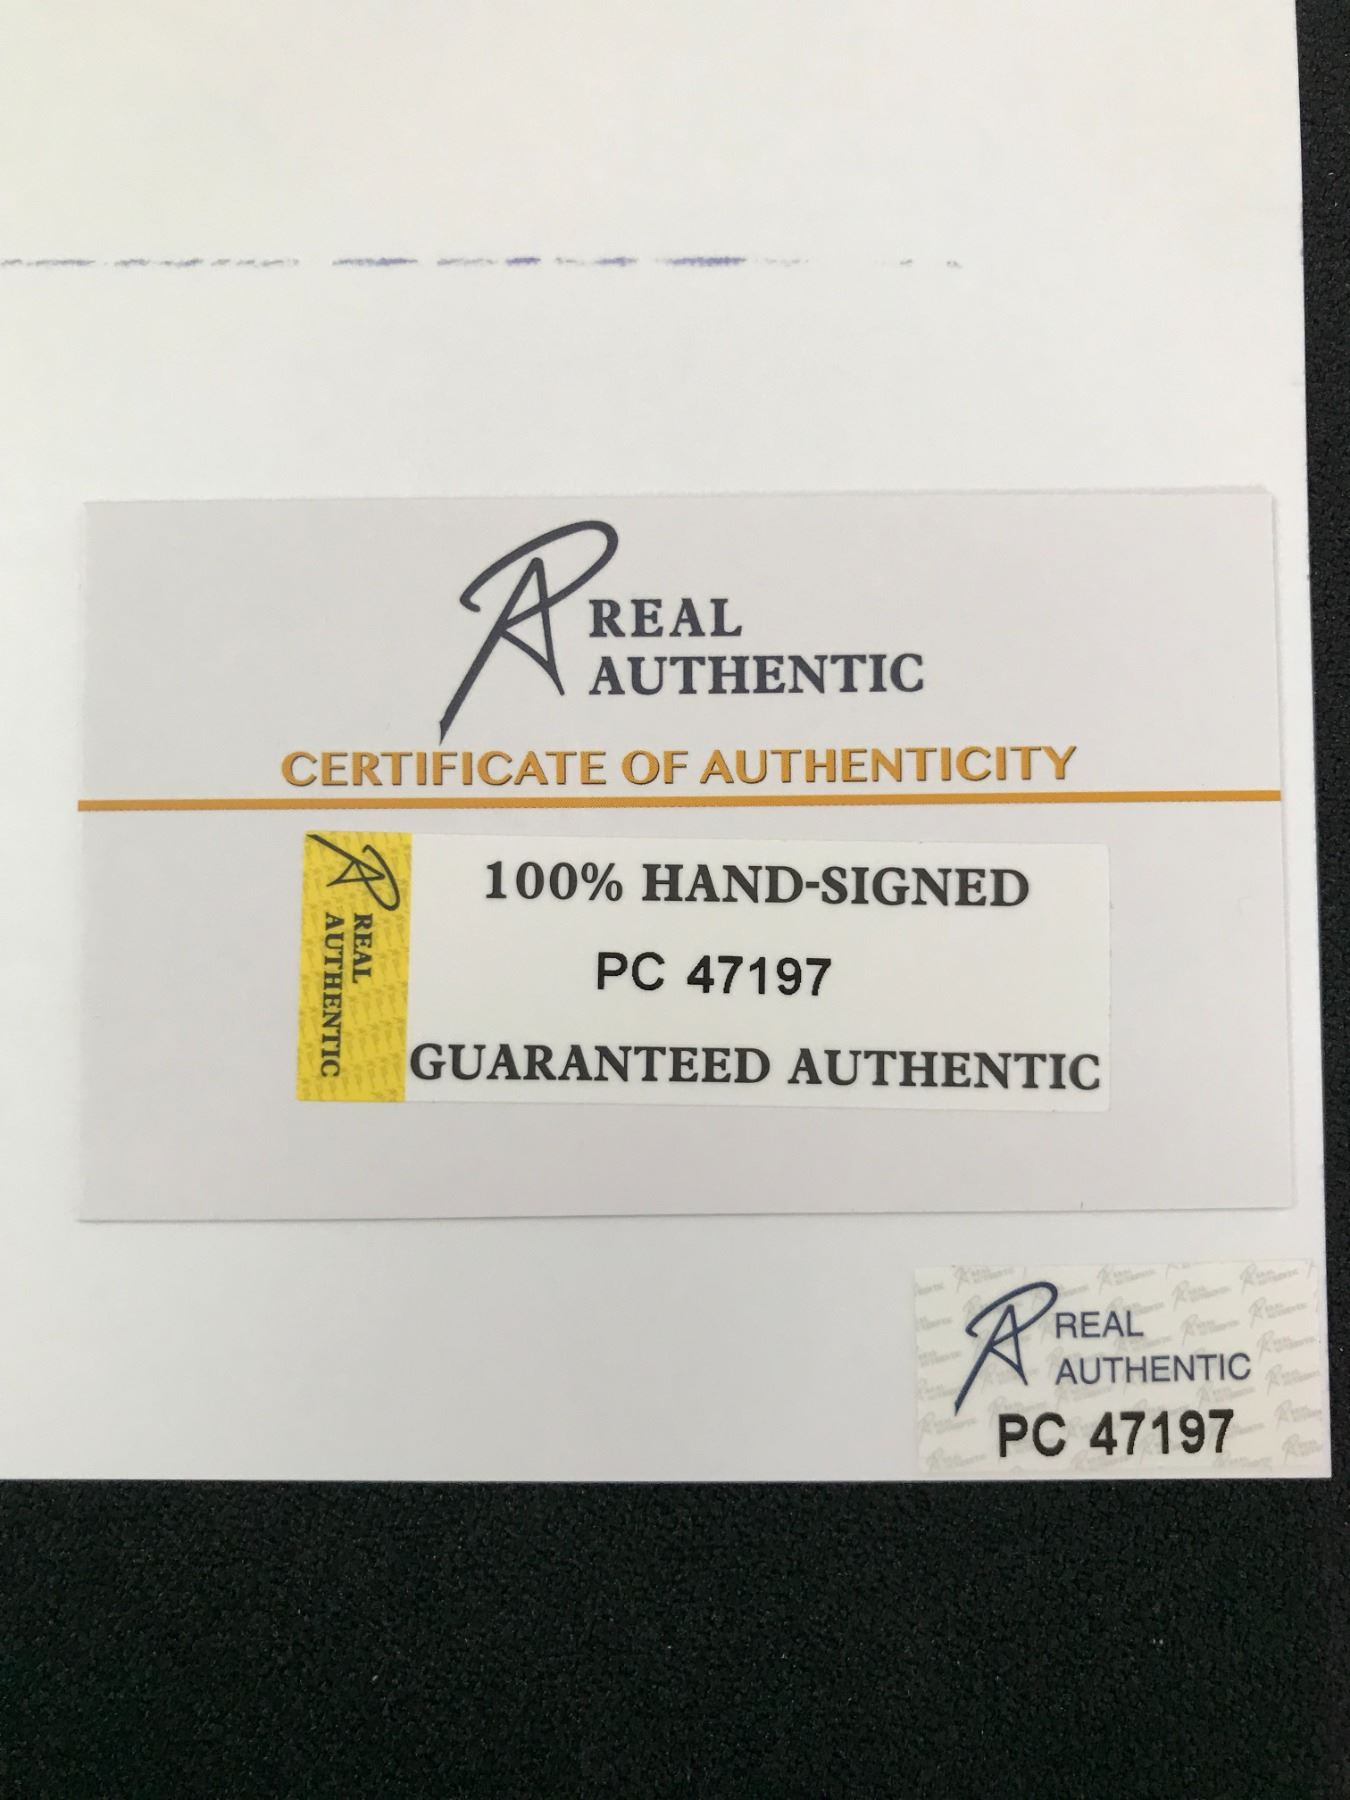 REAL
AUTHENTIC
CERTIFICATE OF AUTHENTICITY
REAL
AUTHENTIC
100% HAND-SIGNED
PC 47197
GUARANTEED AUTHENTIC
REAL
AUTHENTIC
PC 47197